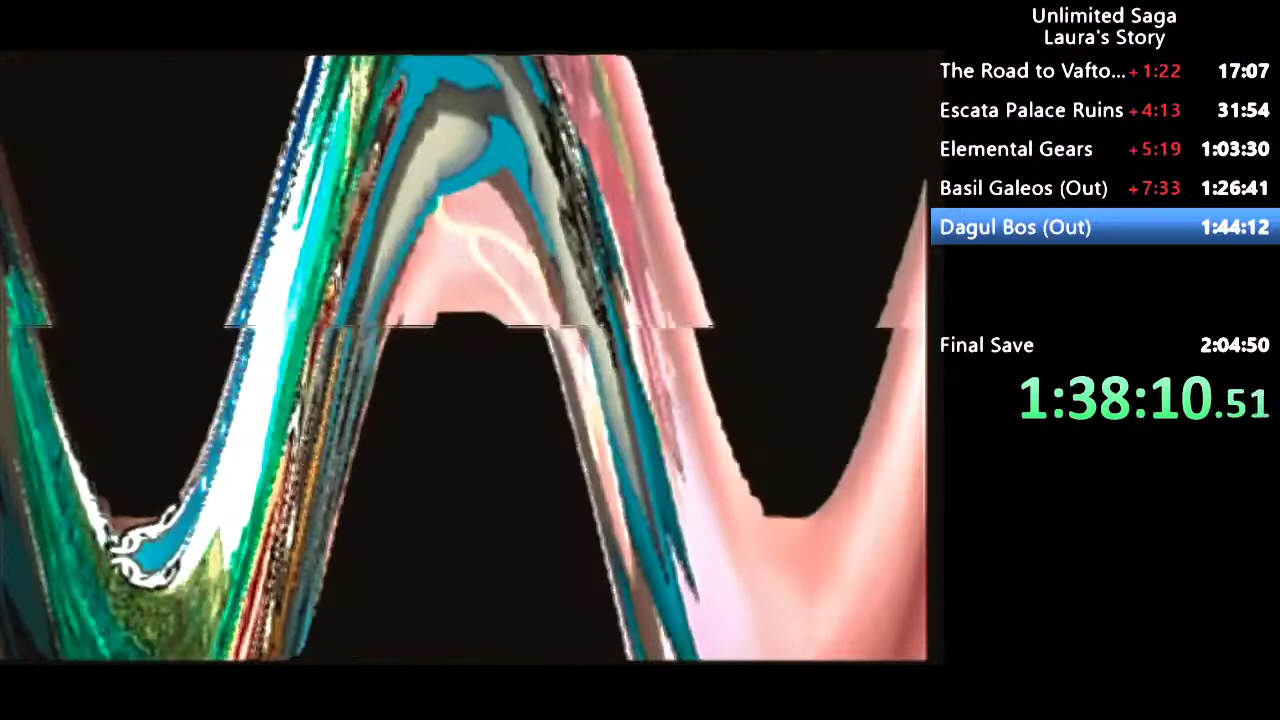 Unlimited Saga
Laura's Story
The Road to Vafto... + 1:22 17:07
Escata Palace Ruins + 4:13 31:54
Elemental Gears + 5:19 1:03:30
Basil Galeos (Out) + 7:33 1:26:41
Dagul Bos (Out) 1:44:12
Final Save 2:04:50
1:38:10.51